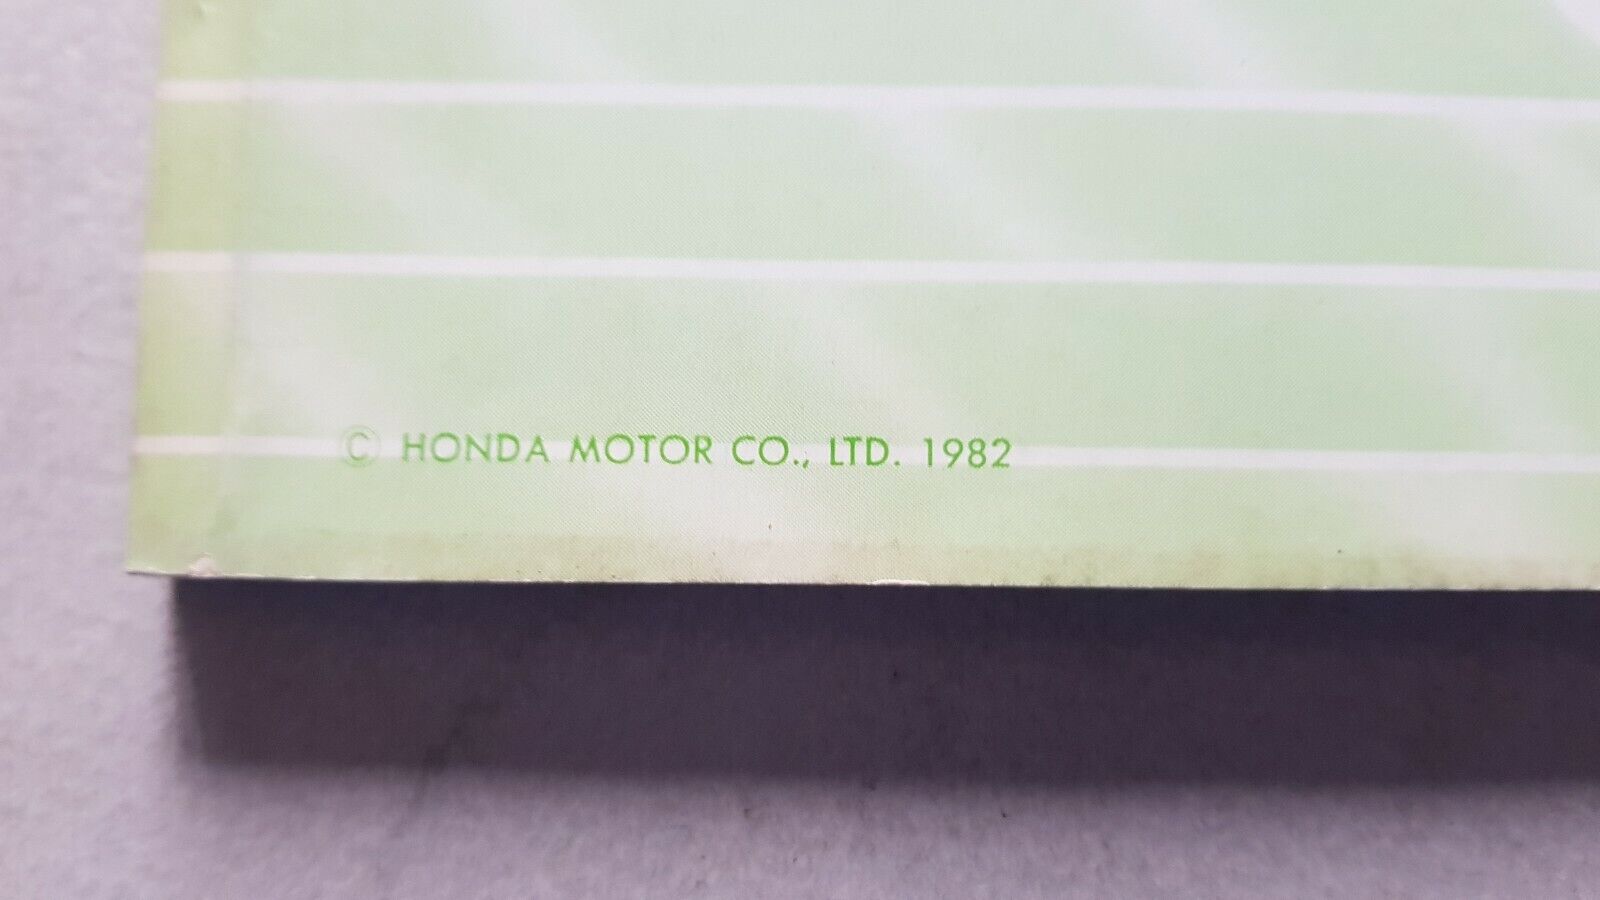 © HONDA MOTOR CO., LTD. 1982